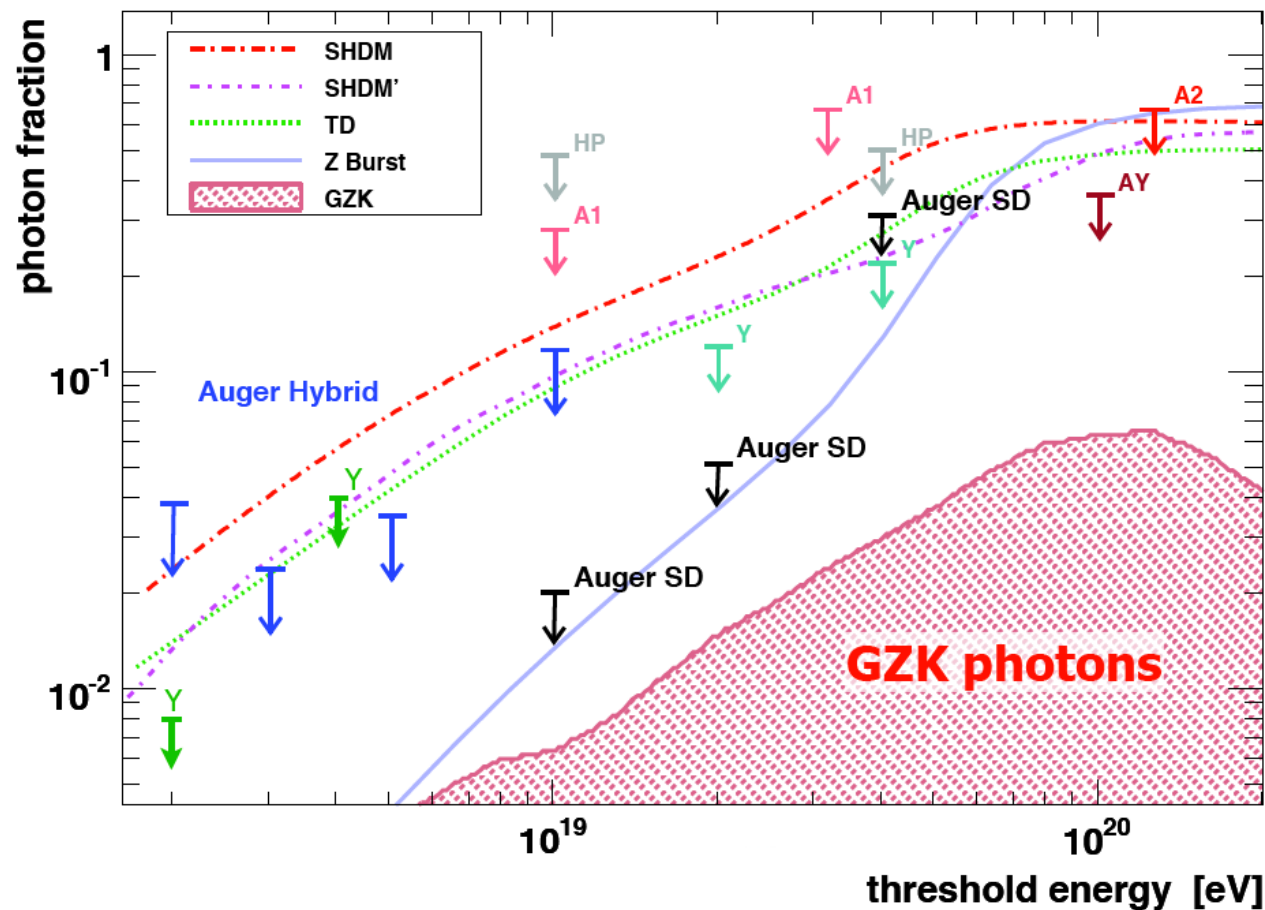 photon fraction
1
10-1
10-2
SHDM
SHDM'
TD
Z Burst
GZK
HP
A1
A1
HP
A2
AY
Auger SD
Y
Y
Auger Hybrid
Auger SD
Y
Auger SD
GZK photons
Y
1019
1020
threshold energy [eV]